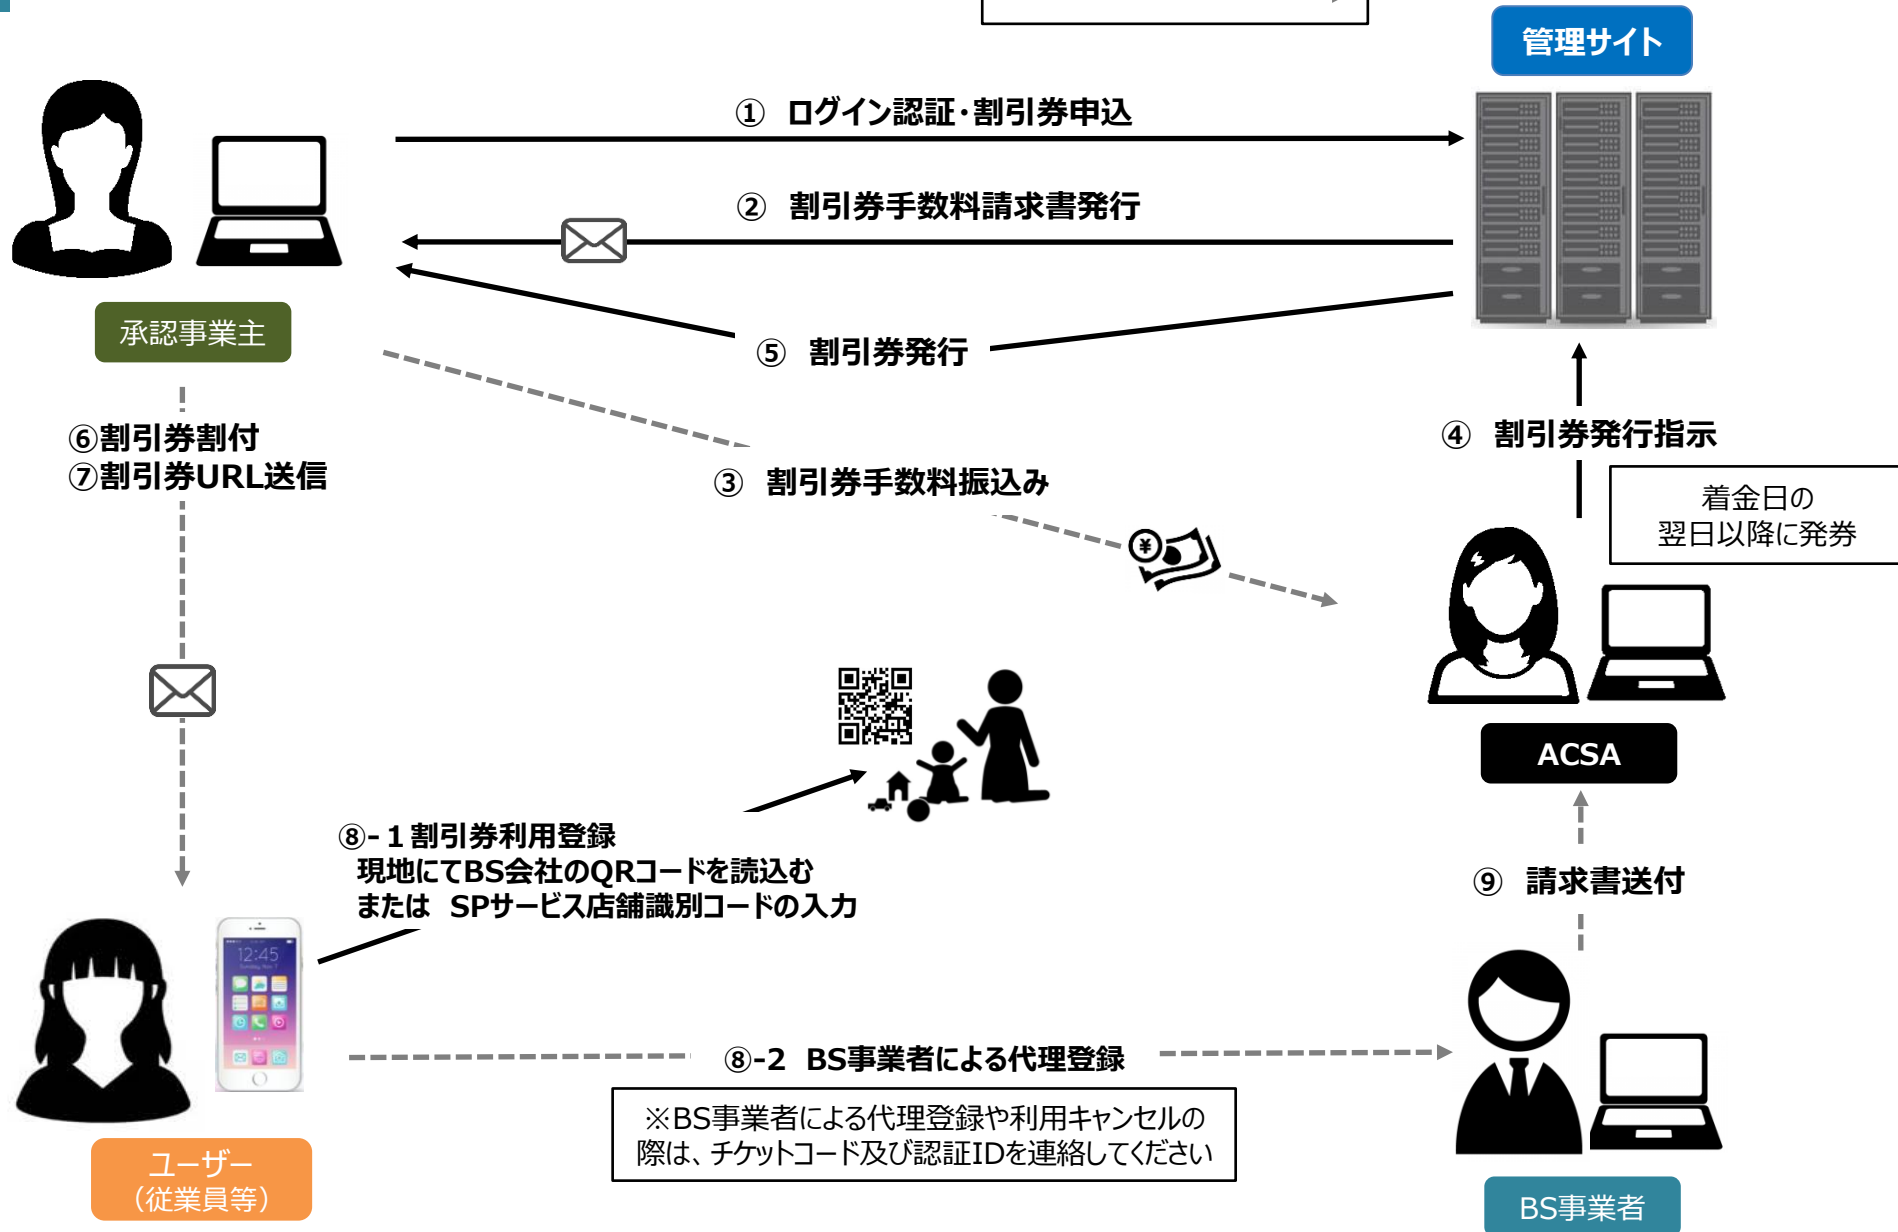 管理サイト
① ログイン認証・割引券申込
② 割引券手数料請求書発行
承認事業主
⑤ 割引券発行
⑥割引券割付
⑦割引券URL送信
④ 割引券発行指示
③ 割引券手数料振込み
着金日の
翌日以降に発券
ACSA
⑧-１割引券利用登録
現地にてBS会社のQRコードを読込む
または SPサービス店舗識別コードの入力
⑨ 請求書送付
12:45
⑧-2 BS事業者による代理登録
※BS事業者による代理登録や利用キャンセルの
際は、チケットコード及び認証IDを連絡してください
ユーザー
（従業員等）
BS事業者